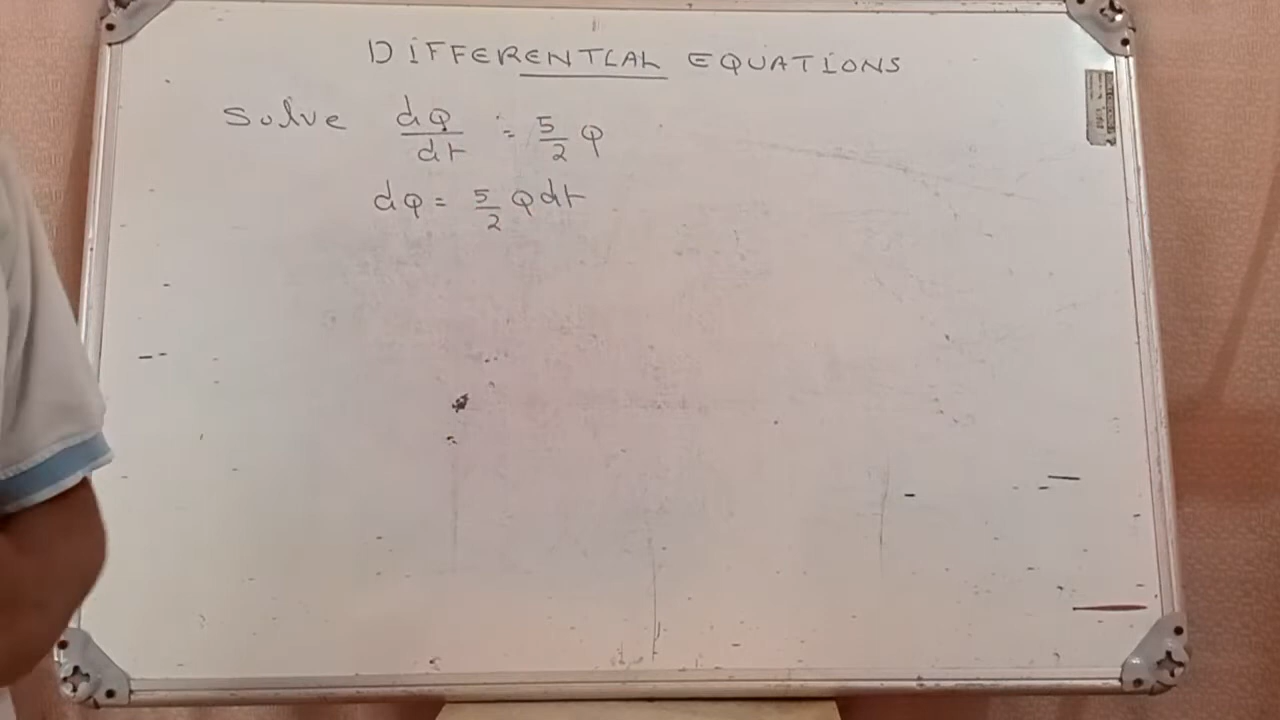 DIFFERENTIAL EQUATIONS
Solve dQ/dt = 5/2 Q
dQ = 5/2 Q dt